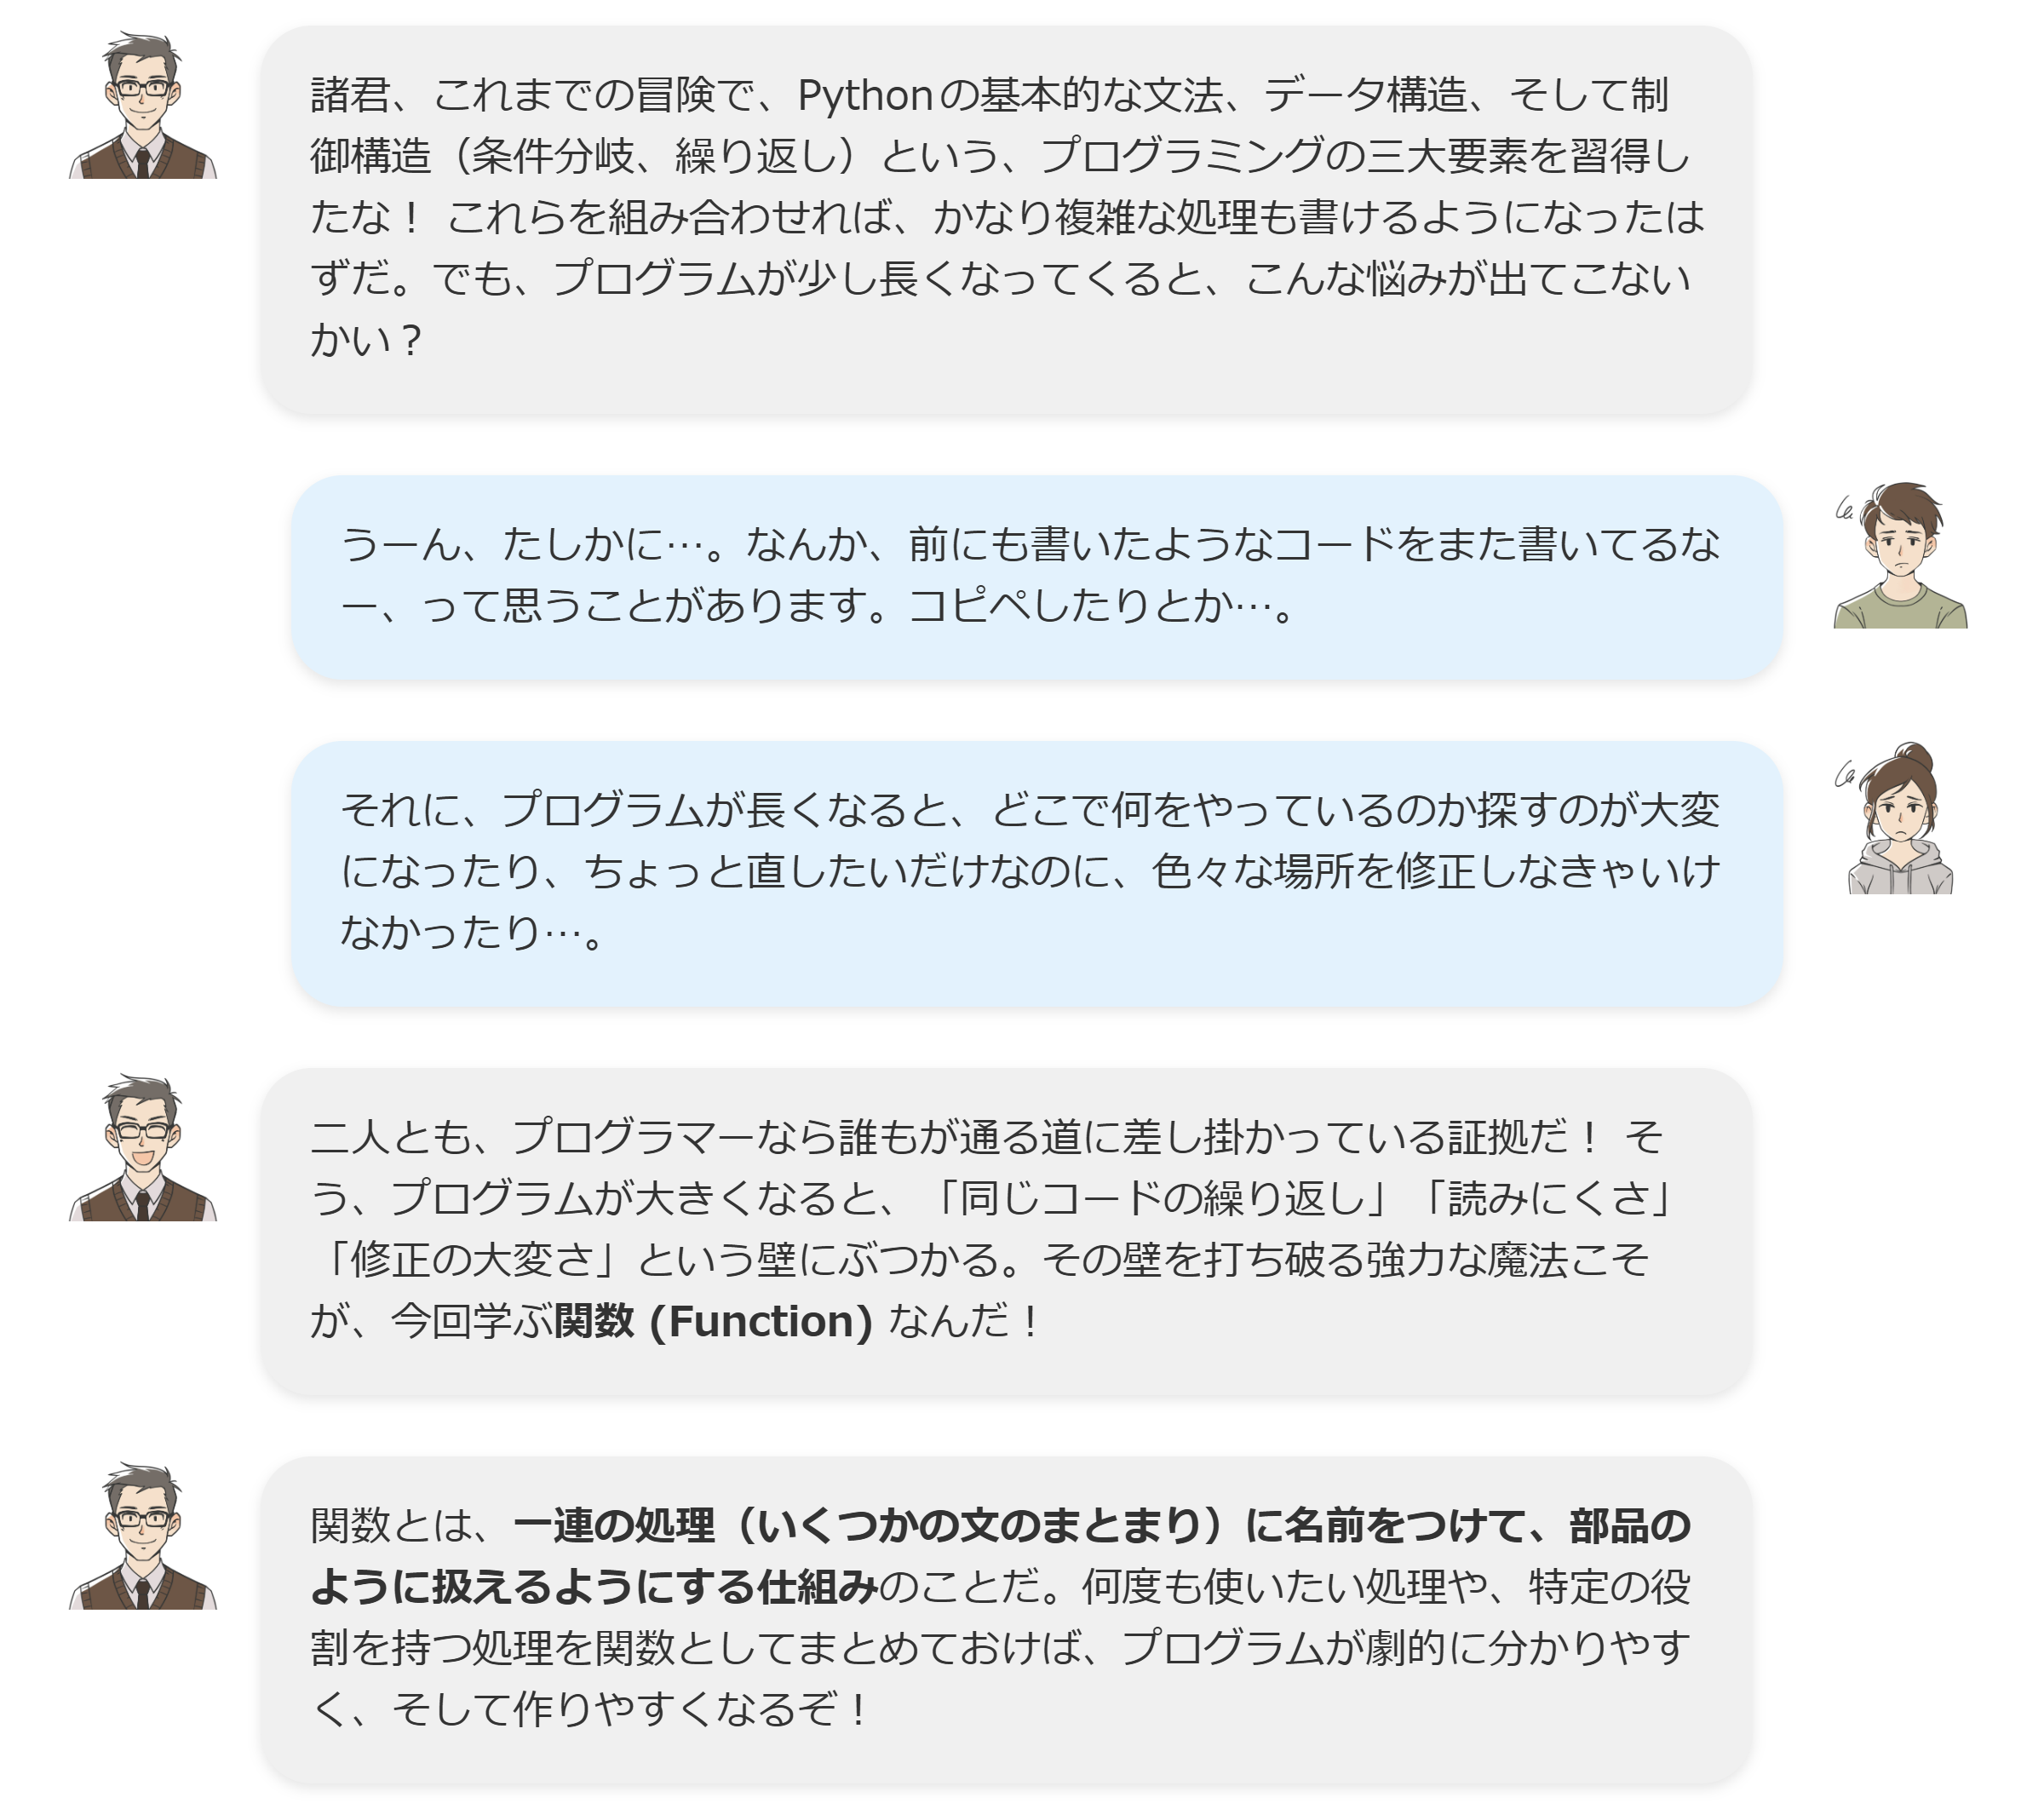 諸君、これまでの冒険で、Pythonの基本的な文法、データ構造、そして制
御構造（条件分岐、繰り返し）という、プログラミングの三大要素を習得し
たな！ これらを組み合わせれば、かなり複雑な処理も書けるようになったは
ずだ。でも、プログラムが少し長くなってくると、こんな悩みが出てこない
かい？
うーん、たしかに…。なんか、前にも書いたようなコードをまた書いてるな
ー、って思うことがあります。コピペしたりとか…。
それに、プログラムが長くなると、どこで何をやっているのか探すのが大変
になったり、ちょっと直したいだけなのに、色々な場所を修正しなきゃいけ
なかったり…。
二人とも、プログラマーなら誰もが通る道に差し掛かっている証拠だ！ そ
う、プログラムが大きくなると、「同じコードの繰り返し」「読みにくさ」
「修正の大変さ」という壁にぶつかる。その壁を打ち破る強力な魔法こそ
が、今回学ぶ関数 (Function) なんだ！
関数とは、一連の処理（いくつかの文のまとまり）に名前をつけて、部品の
ように扱えるようにする仕組みのことだ。何度も使いたい処理や、特定の役
割を持つ処理を関数としてまとめておけば、プログラムが劇的に分かりやす
く、そして作りやすくなるぞ！